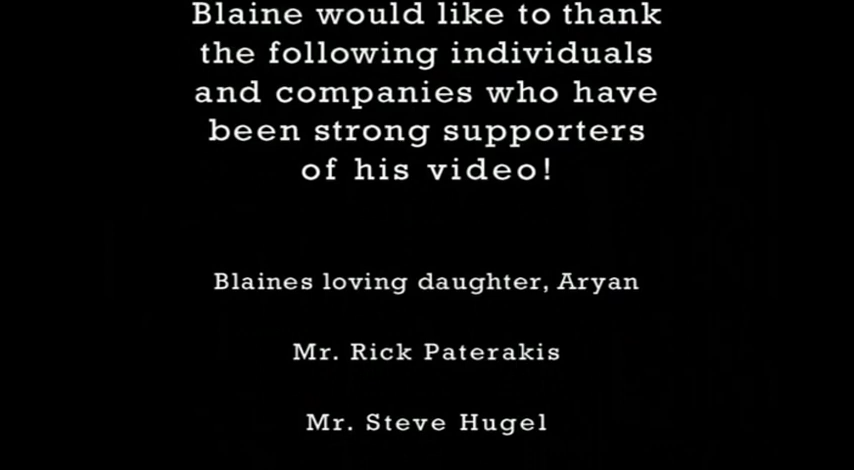 Blaine would like to thank
the following individuals
and companies who have
been strong supporters
of his video!
Blaines loving daughter, Aryan
Mr. Rick Paterakis
Mr. Steve Hugel